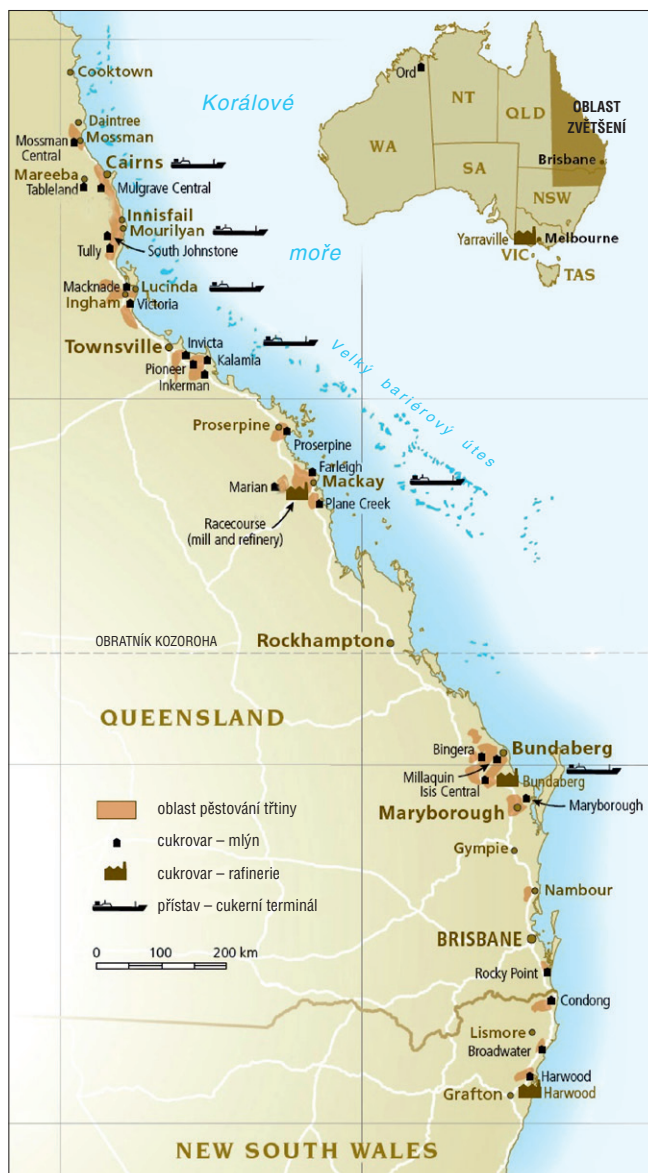 Cooktown
Korálové
moře
Velký bariérový útes
Daintree
Mossman
Mossman
Central
Cairns
Mareeba
Tableland
Mulgrave Central
Innisfail
Mourilyan
South Johnstone
Tully
Macknade
Lucinda
Ingham
Victoria
Townsville
Invicta
Kalamia
Pioneer
Inkerman
Proserpine
Proserpine
Farleigh
Mackay
Marian
Plane Creek
Racecourse
(mill and refinery)
OBRATNÍK KOZOROHA
Rockhampton
QUEENSLAND
Bingera
Bundaberg
Millaquin
Isis Central
Bundaberg
Maryborough
Maryborough
Gympie
Nambour
BRISBANE
Rocky Point
Condong
Lismore
Broadwater
Harwood
Grafton
Harwood
NEW SOUTH WALES
oblast pěstování třtiny
cukrovar – mlýn
cukrovar – rafinerie
přístav – cukerní terminál
0 100 200 km
Ord
NT
QLD
OBLAST
ZVĚTŠENÍ
WA
SA
Brisbane
NSW
Yarraville
Melbourne
VIC
TAS